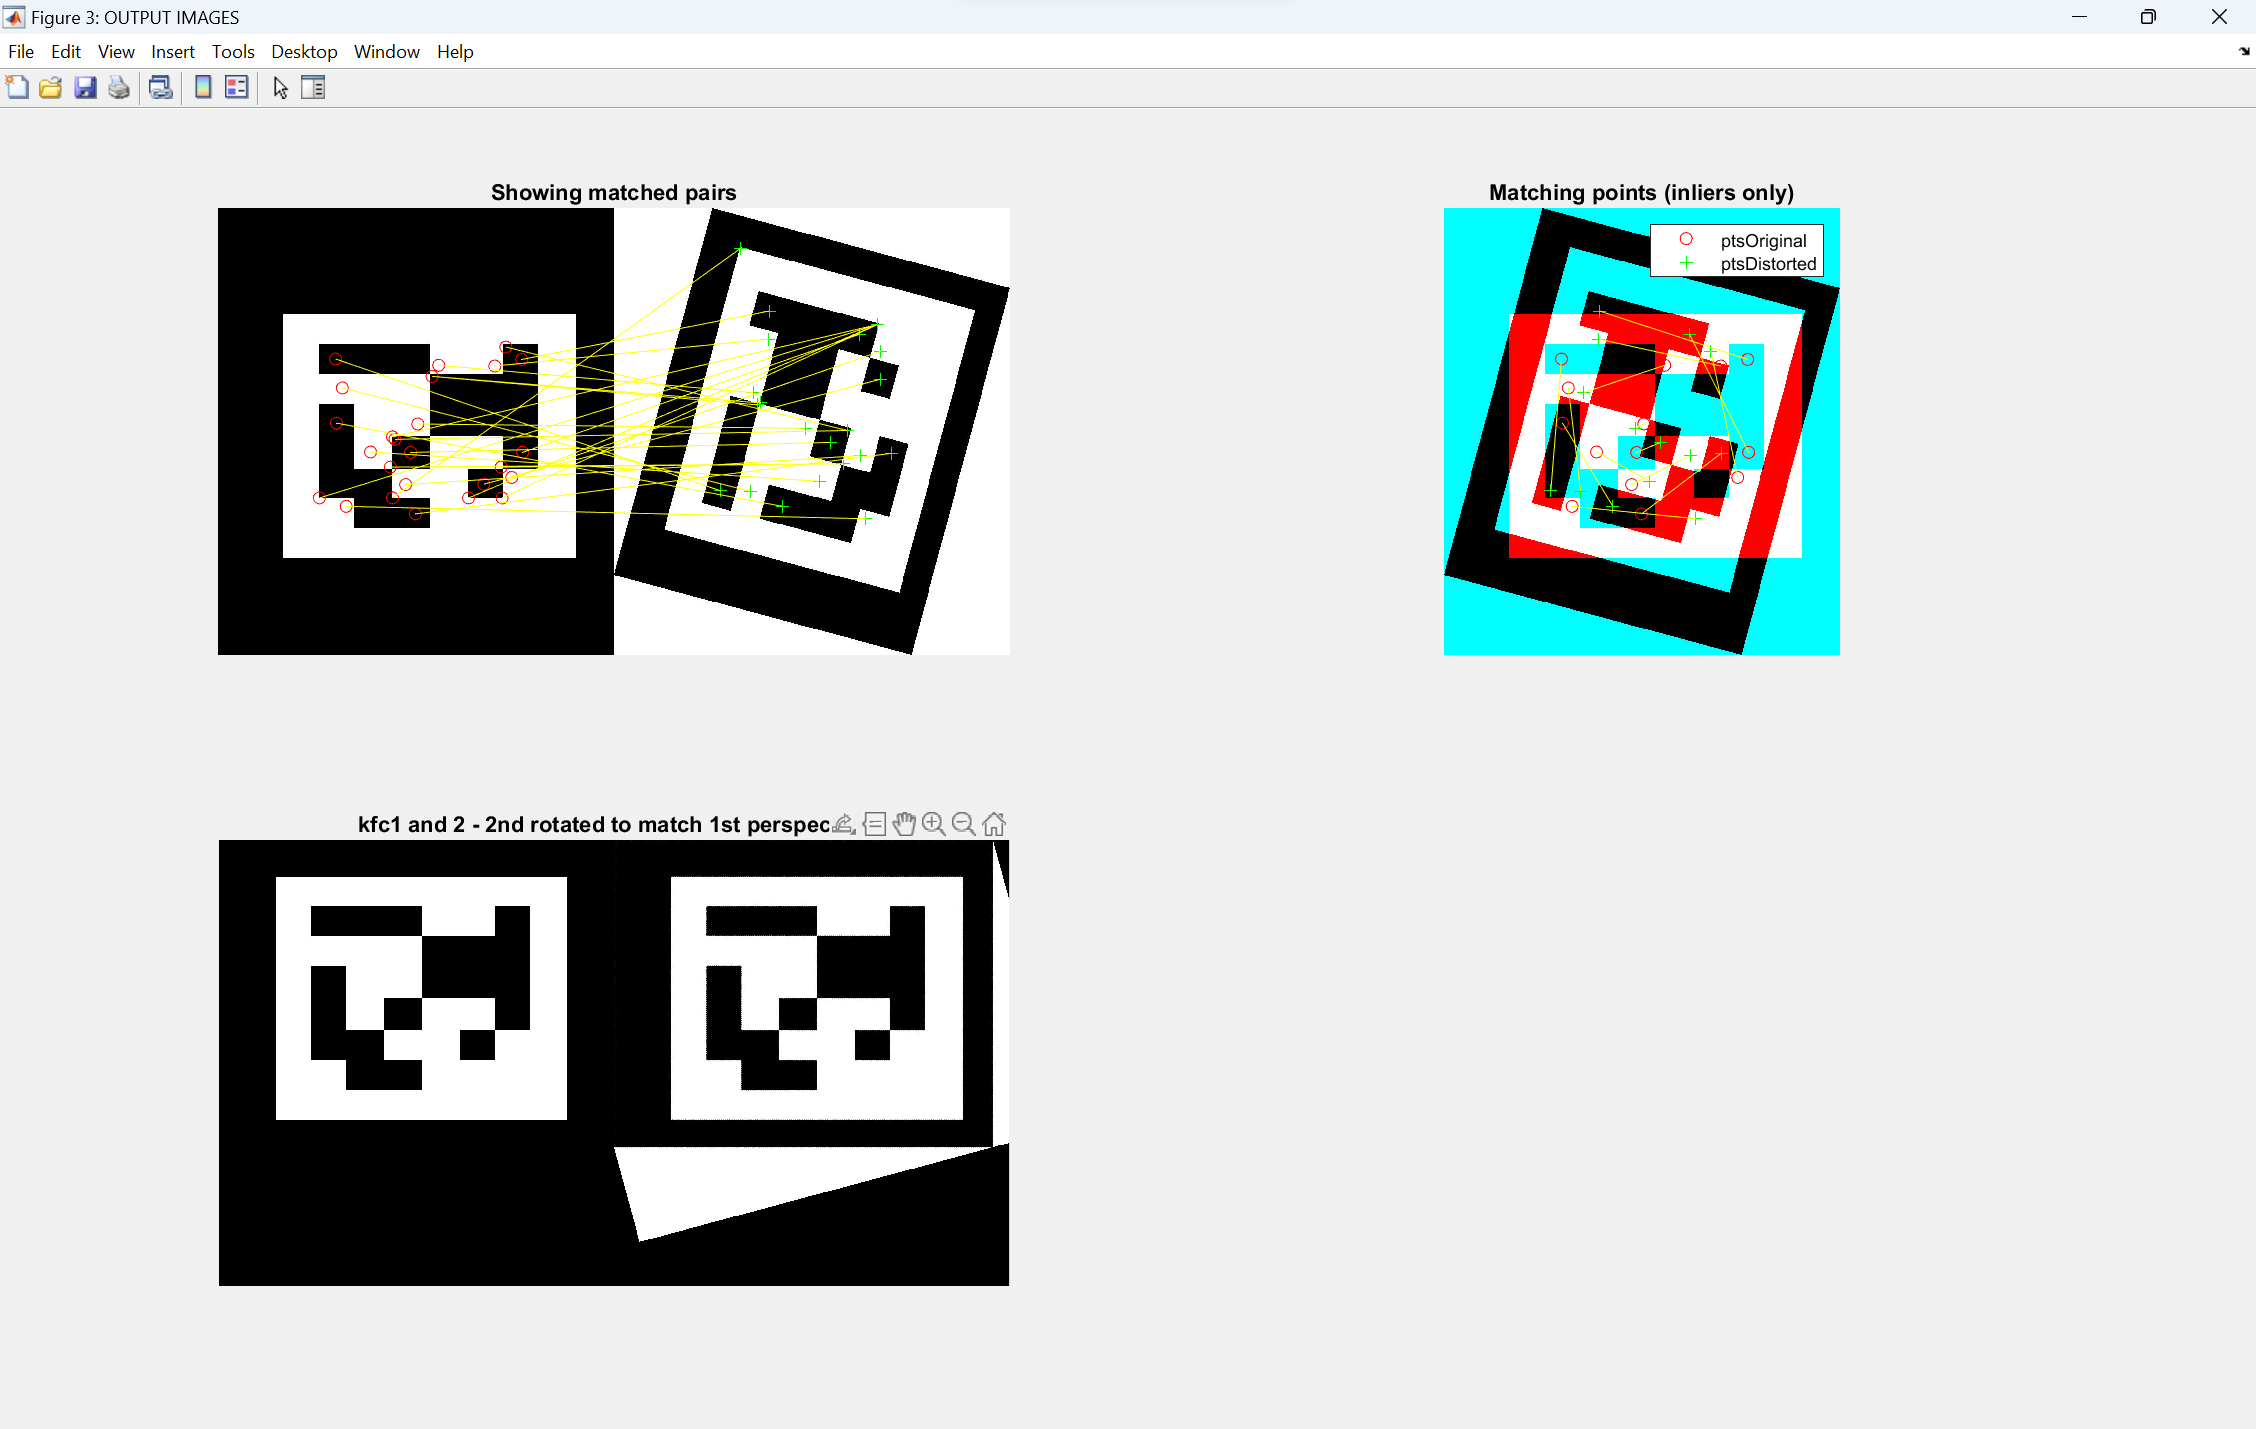 Figure 3: OUTPUT IMAGES
File Edit View Insert Tools Desktop Window Help
Showing matched pairs
Matching points (inliers only)
ptsOriginal
ptsDistorted
kfc1 and 2 - 2nd rotated to match 1st perspec